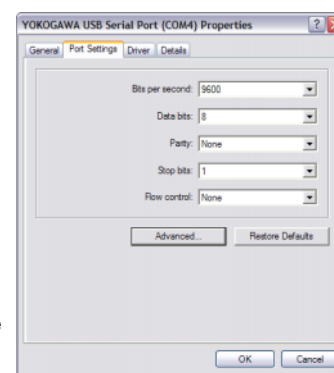 YOKOGAWA USB Serial Port (COM4) Properties
General Port Settings Driver Details
Bits per second: 9600
Data bits: 8
Parity: None
Stop bits: 1
Flow control: None
Advanced... Restore Defaults
e
OK Cancel